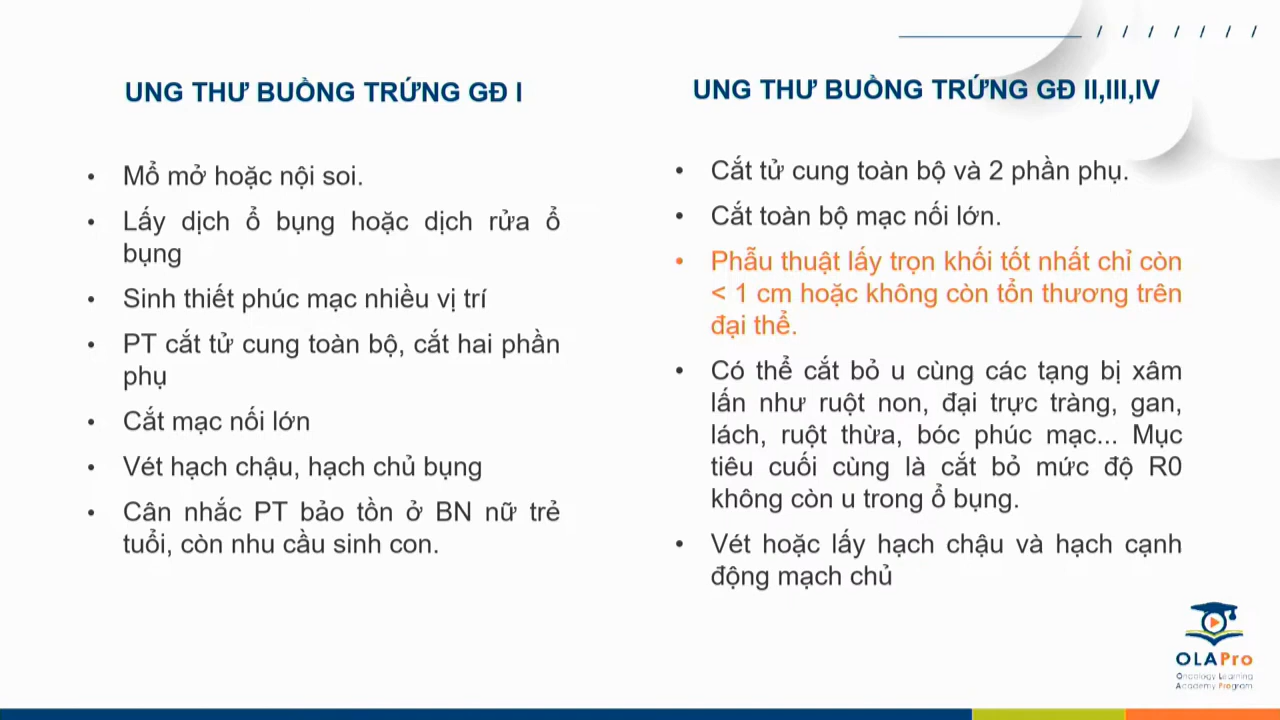 UNG THƯ BUỒNG TRỨNG GĐ I
• Mổ mở hoặc nội soi.
• Lấy dịch ổ bụng hoặc dịch rửa ổ
bụng
• Sinh thiết phúc mạc nhiều vị trí
• PT cắt tử cung toàn bộ, cắt hai phần
phụ
• Cắt mạc nối lớn
• Vét hạch chậu, hạch chủ bụng
• Cân nhắc PT bảo tồn ở BN nữ trẻ
tuổi, còn nhu cầu sinh con.
UNG THƯ BUỒNG TRỨNG GĐ II,III,IV
• Cắt tử cung toàn bộ và 2 phần phụ.
• Cắt toàn bộ mạc nối lớn.
• Phẫu thuật lấy trọn khối tốt nhất chỉ còn
< 1 cm hoặc không còn tổn thương trên
đại thể.
• Có thể cắt bỏ u cùng các tạng bị xâm
lấn như ruột non, đại trực tràng, gan,
lách, ruột thừa, bóc phúc mạc... Mục
tiêu cuối cùng là cắt bỏ mức độ R0
không còn u trong ổ bụng.
• Vét hoặc lấy hạch chậu và hạch cạnh
động mạch chủ
OLAPro
Oncology Learning
Academy Program